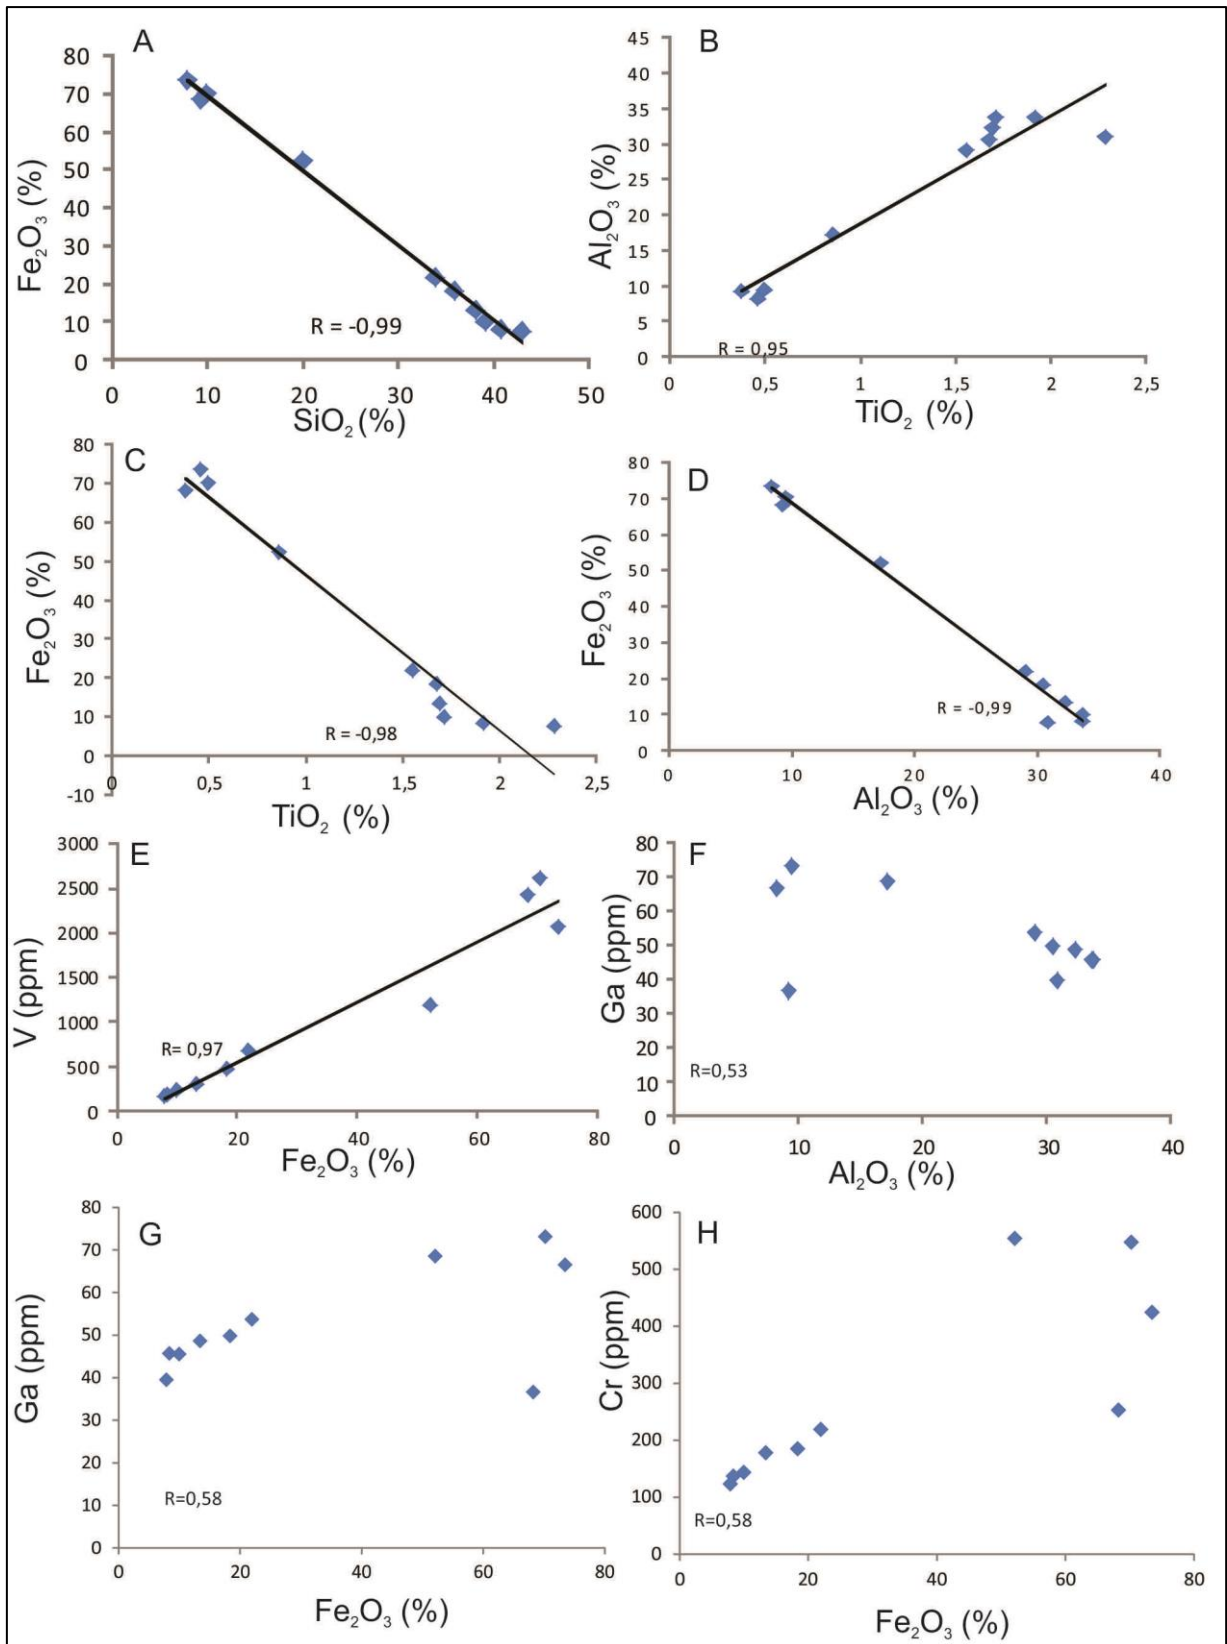 A
80
70
60
50
40
30
20
10
0
Fe2O3 (%)
R = -0,99
0 10 20 30 40 50
SiO2 (%)
B
45
40
35
30
25
20
15
10
5
0
Al2O3 (%)
R = 0,95
0 0,5 1 1,5 2 2,5
TiO2 (%)
C
80
70
60
50
40
30
20
10
0
-10
Fe2O3 (%)
R = -0,98
0 0,5 1 1,5 2 2,5
TiO2 (%)
D
80
70
60
50
40
30
20
10
0
Fe2O3 (%)
R = -0,99
0 10 20 30 40
Al2O3 (%)
E
3000
2500
2000
1500
1000
500
0
V (ppm)
R= 0,97
0 20 40 60 80
Fe2O3 (%)
F
80
70
60
50
40
30
20
10
0
Ga (ppm)
R=0,53
0 10 20 30 40
Al2O3 (%)
G
80
70
60
50
40
30
20
10
0
Ga (ppm)
R=0,58
0 20 40 60 80
Fe2O3 (%)
H
600
500
400
300
200
100
0
Cr (ppm)
R=0,58
0 20 40 60 80
Fe2O3 (%)